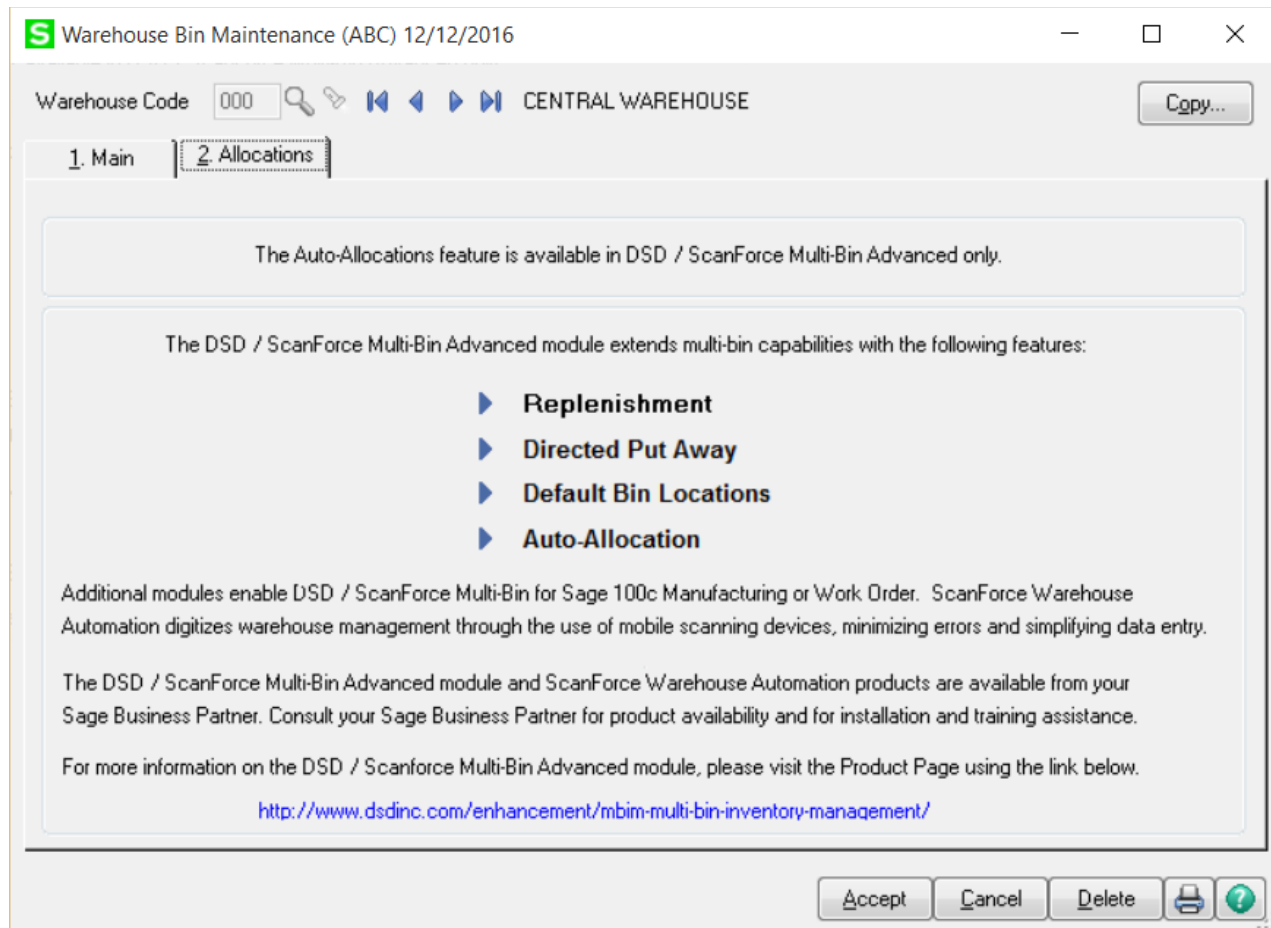 S Warehouse Bin Maintenance (ABC) 12/12/2016
Warehouse Code 000 CENTRAL WAREHOUSE Copy...
1. Main 2. Allocations
The Auto-Allocations feature is available in DSD / ScanForce Multi-Bin Advanced only.
The DSD / ScanForce Multi-Bin Advanced module extends multi-bin capabilities with the following features:
Replenishment
Directed Put Away
Default Bin Locations
Auto-Allocation
Additional modules enable DSD / ScanForce Multi-Bin for Sage 100c Manufacturing or Work Order. ScanForce Warehouse
Automation digitizes warehouse management through the use of mobile scanning devices, minimizing errors and simplifying data entry.
The DSD / ScanForce Multi-Bin Advanced module and ScanForce Warehouse Automation products are available from your
Sage Business Partner. Consult your Sage Business Partner for product availability and for installation and training assistance.
For more information on the DSD / Scanforce Multi-Bin Advanced module, please visit the Product Page using the link below.
http://www.dsdinc.com/enhancement/mbim-multi-bin-inventory-management/
Accept Cancel Delete ?